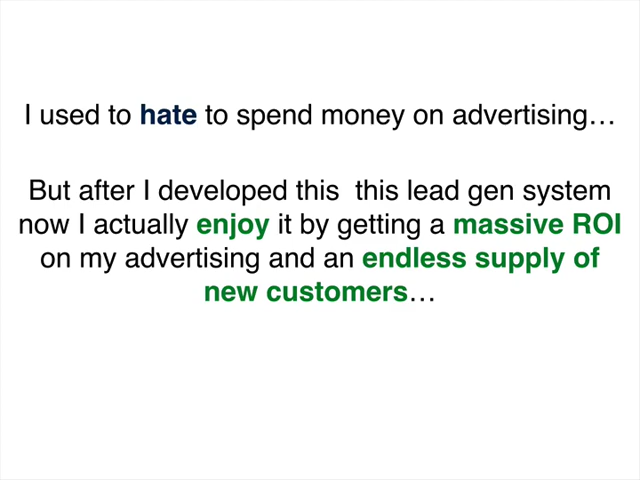 I used to hate to spend money on advertising…
But after I developed this  this lead gen system
now I actually enjoy it by getting a massive ROI
on my advertising and an endless supply of
new customers…